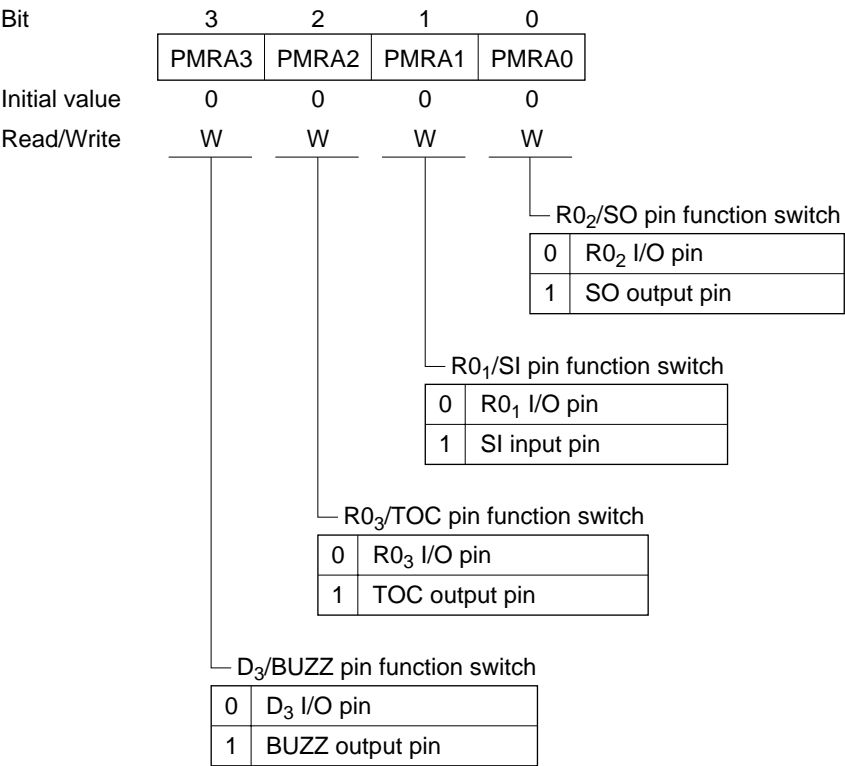 Bit 3 2 1 0
PMRA3 PMRA2 PMRA1 PMRA0
Initial value 0 0 0 0
Read/Write W W W W
R0₂/SO pin function switch
0 R0₂ I/O pin
1 SO output pin
R0₁/SI pin function switch
0 R0₁ I/O pin
1 SI input pin
R0₃/TOC pin function switch
0 R0₃ I/O pin
1 TOC output pin
D₃/BUZZ pin function switch
0 D₃ I/O pin
1 BUZZ output pin